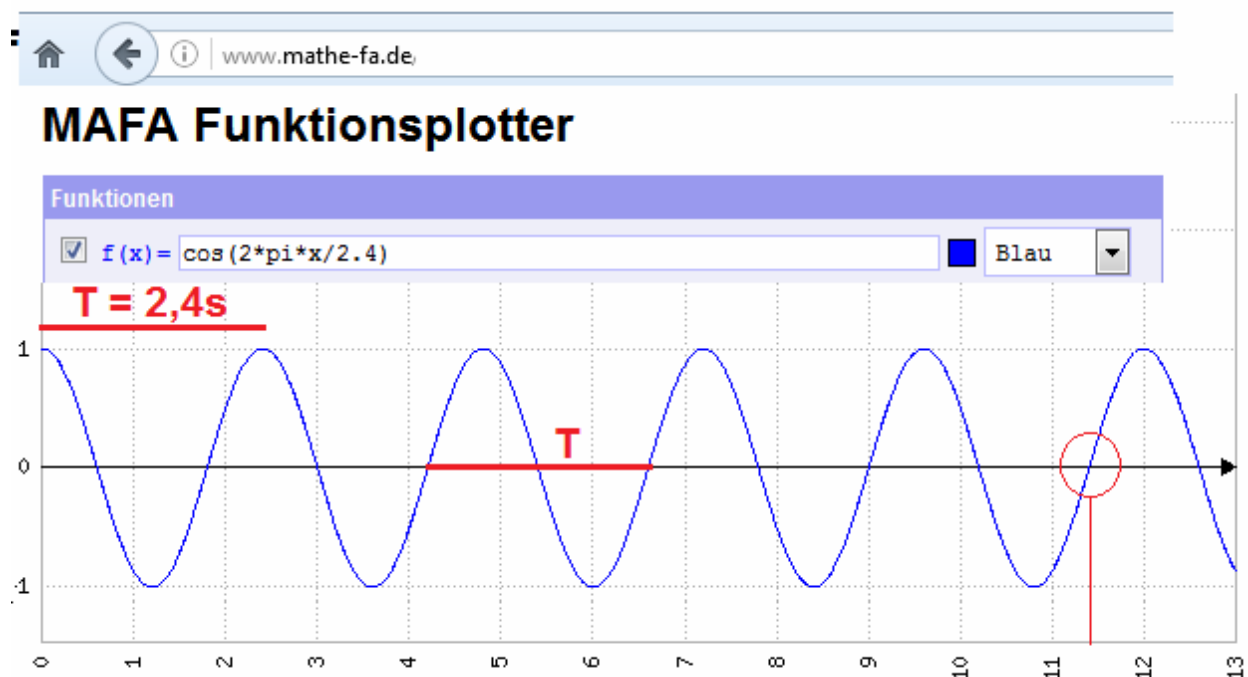 www.mathe-fa.de
MAFA Funktionsplotter
Funktionen
f(x)= cos(2*pi*x/2.4) Blau
T = 2,4s
1
T
0
-1
0 1 2 3 4 5 6 7 8 9 10 11 12 13